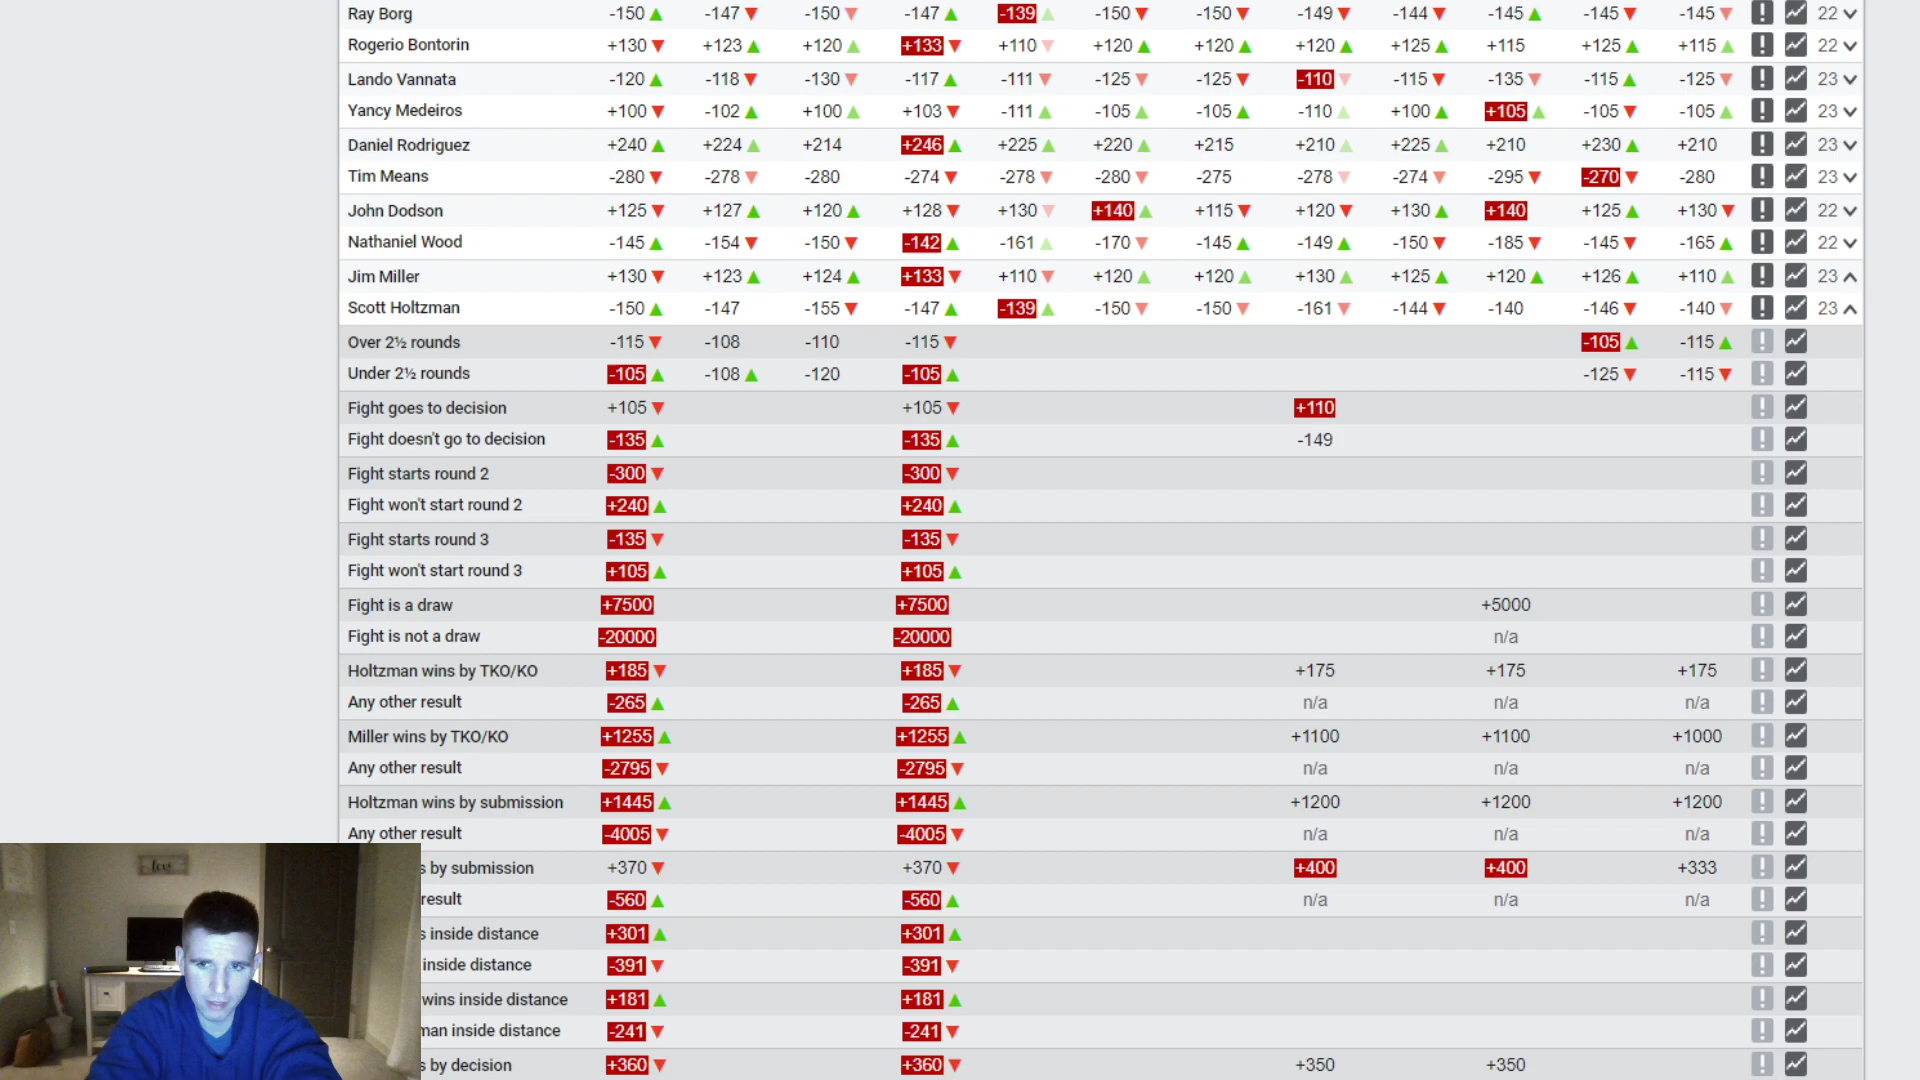 Ray Borg -150 -147 -150 -147 -139 -150 -150 -149 -144 -145 -145 -145 22
Rogerio Bontorin +130 +123 +120 +133 +110 +120 +120 +120 +125 +115 +125 +115 22
Lando Vannata -120 -118 -130 -117 -111 -125 -125 -110 -115 -135 -115 -125 23
Yancy Medeiros +100 -102 +100 +103 -111 -105 -105 -110 +100 +105 -105 -105 23
Daniel Rodriguez +240 +224 +214 +246 +225 +220 +215 +210 +225 +210 +230 +210 23
Tim Means -280 -278 -280 -274 -278 -280 -275 -278 -274 -295 -270 -280 23
John Dodson +125 +127 +120 +128 +130 +140 +115 +120 +130 +140 +125 +130 22
Nathaniel Wood -145 -154 -150 -142 -161 -170 -145 -149 -150 -185 -145 -165 22
Jim Miller +130 +123 +124 +133 +110 +120 +120 +130 +125 +120 +126 +110 23
Scott Holtzman -150 -147 -155 -147 -139 -150 -150 -161 -144 -140 -146 -140 23
Over 2½ rounds -115 -108 -110 -115 -105 -115
Under 2½ rounds -105 -108 -120 -105 -125 -115
Fight goes to decision +105 +105 +110
Fight doesn't go to decision -135 -135 -149
Fight starts round 2 -300 -300
Fight won't start round 2 +240 +240
Fight starts round 3 -135 -135
Fight won't start round 3 +105 +105
Fight is a draw +7500 +7500 +5000
Fight is not a draw -20000 -20000 n/a
Holtzman wins by TKO/KO +185 +185 +175 +175 +175
Any other result -265 -265 n/a n/a n/a
Miller wins by TKO/KO +1255 +1255 +1100 +1100 +1000
Any other result -2795 -2795 n/a n/a n/a
Holtzman wins by submission +1445 +1445 +1200 +1200 +1200
Any other result -4005 -4005 n/a n/a n/a
s by submission +370 +370 +400 +400 +333
result -560 -560 n/a n/a n/a
s inside distance +301 +301
inside distance -391 -391
wins inside distance +181 +181
man inside distance -241 -241
s by decision +360 +360 +350 +350